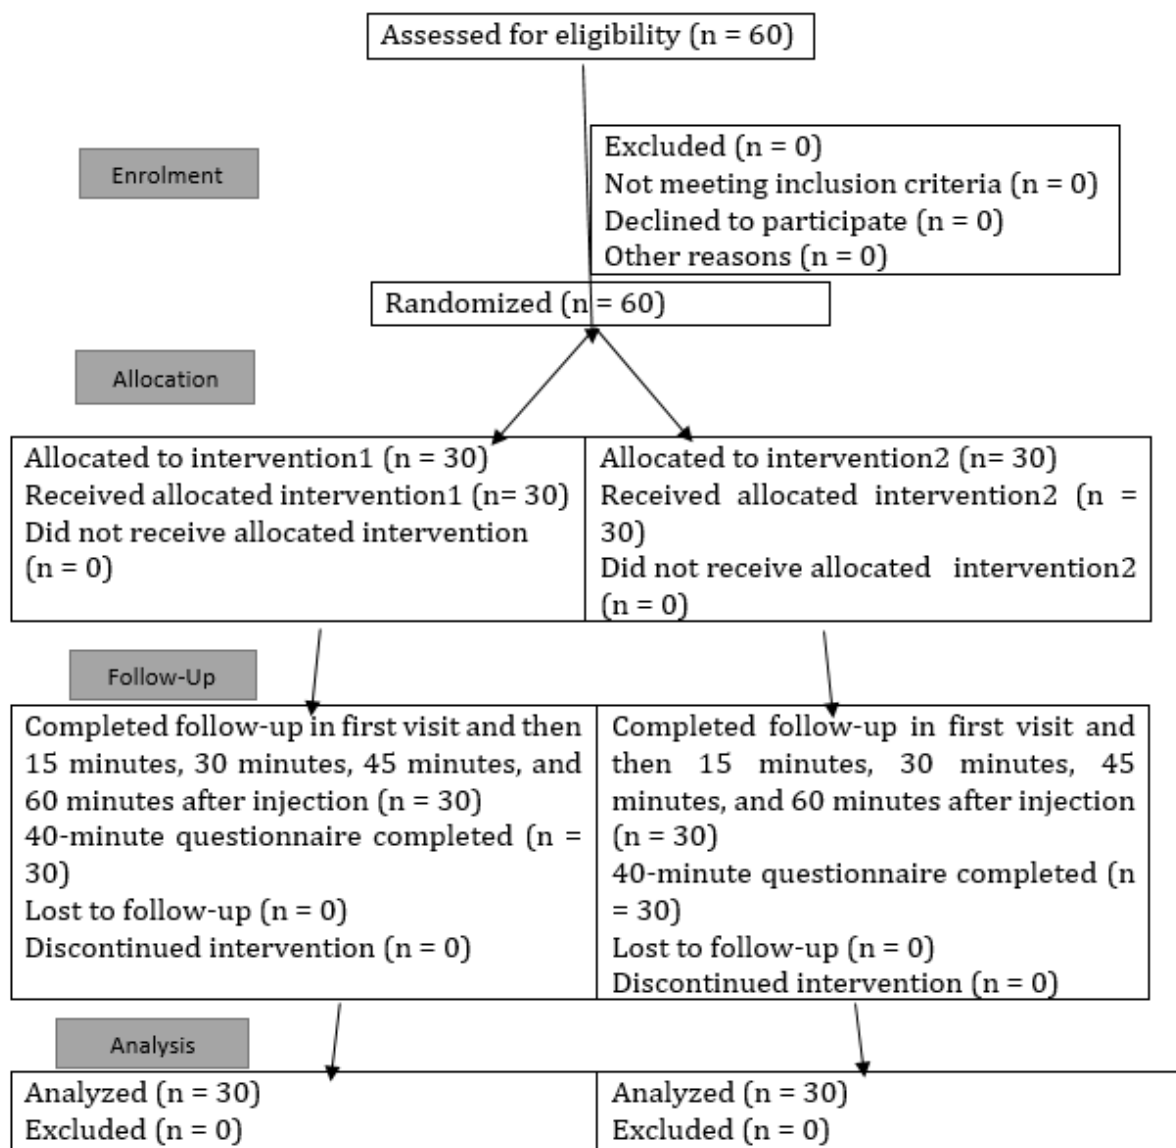 Assessed for eligibility (n = 60)
Enrolment
Excluded (n = 0)
Not meeting inclusion criteria (n = 0)
Declined to participate (n = 0)
Other reasons (n = 0)
Randomized (n = 60)
Allocation
Allocated to intervention1 (n = 30)
Received allocated intervention1 (n= 30)
Did not receive allocated intervention
(n = 0)
Allocated to intervention2 (n= 30)
Received allocated intervention2 (n =
30)
Did not receive allocated intervention2
(n = 0)
Follow-Up
Completed follow-up in first visit and then
15 minutes, 30 minutes, 45 minutes, and
60 minutes after injection (n = 30)
40-minute questionnaire completed (n =
30)
Lost to follow-up (n = 0)
Discontinued intervention (n = 0)
Completed follow-up in first visit and
then 15 minutes, 30 minutes, 45
minutes, and 60 minutes after injection
(n = 30)
40-minute questionnaire completed (n
= 30)
Lost to follow-up (n = 0)
Discontinued intervention (n = 0)
Analysis
Analyzed (n = 30)
Excluded (n = 0)
Analyzed (n = 30)
Excluded (n = 0)